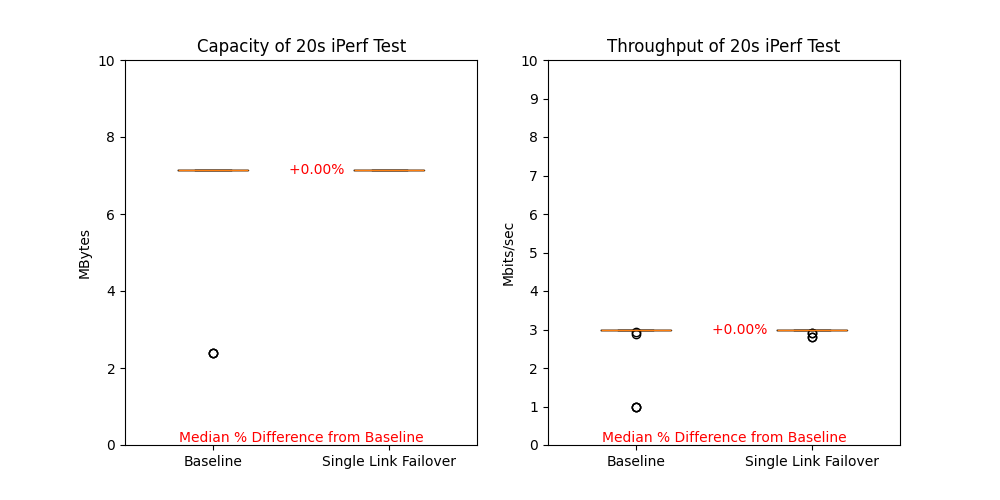 Capacity of 20s iPerf Test
10
8
6
4
2
0
MBytes
+0.00%
Median % Difference from Baseline
Baseline
Single Link Failover
Throughput of 20s iPerf Test
10
9
8
7
6
5
4
3
2
1
0
Mbits/sec
+0.00%
Median % Difference from Baseline
Baseline
Single Link Failover